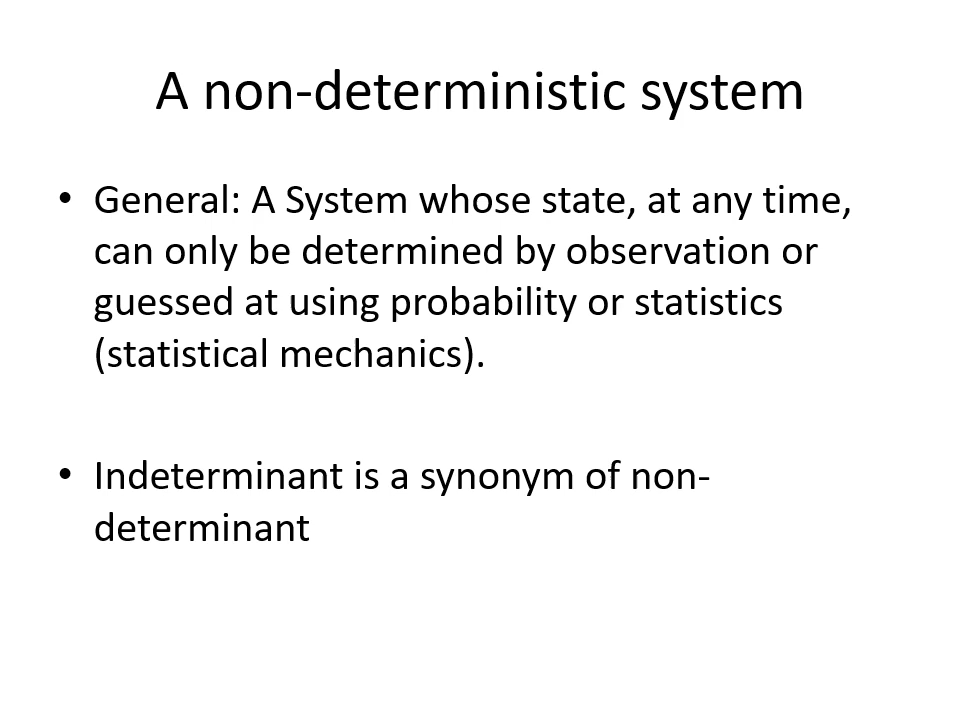 A non-deterministic system
• General: A System whose state, at any time,
can only be determined by observation or
guessed at using probability or statistics
(statistical mechanics).
• Indeterminant is a synonym of non-
determinant